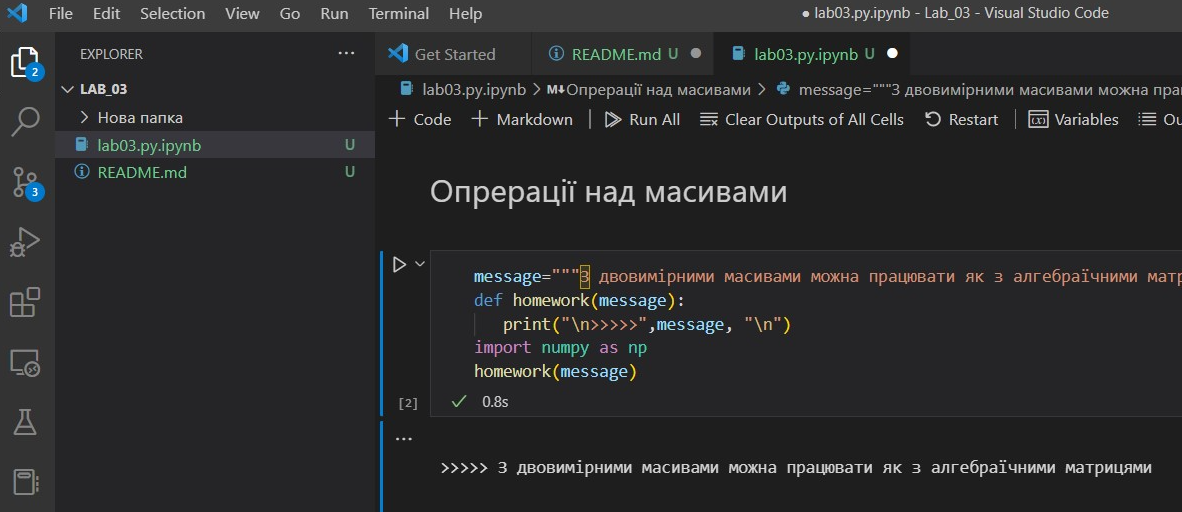 File Edit Selection View Go Run Terminal Help ● lab03.py.ipynb - Lab_03 - Visual Studio Code
EXPLORER ··· Get Started README.md U ● lab03.py.ipynb U ●
2
LAB_03
lab03.py.ipynb > M↓Опрерації над масивами > message="""З двовимірними масивами можна пра
Нова папка
+ Code + Markdown Run All Clear Outputs of All Cells Restart Variables Ou
lab03.py.ipynb U
README.md U
3
Опрерації над масивами
message="""З двовимірними масивами можна працювати як з алгебраїчними матр
def homework(message):
print("\n>>>>>",message, "\n")
import numpy as np
homework(message)
[2] 0.8s
···
>>>>> З двовимірними масивами можна працювати як з алгебраїчними матрицями